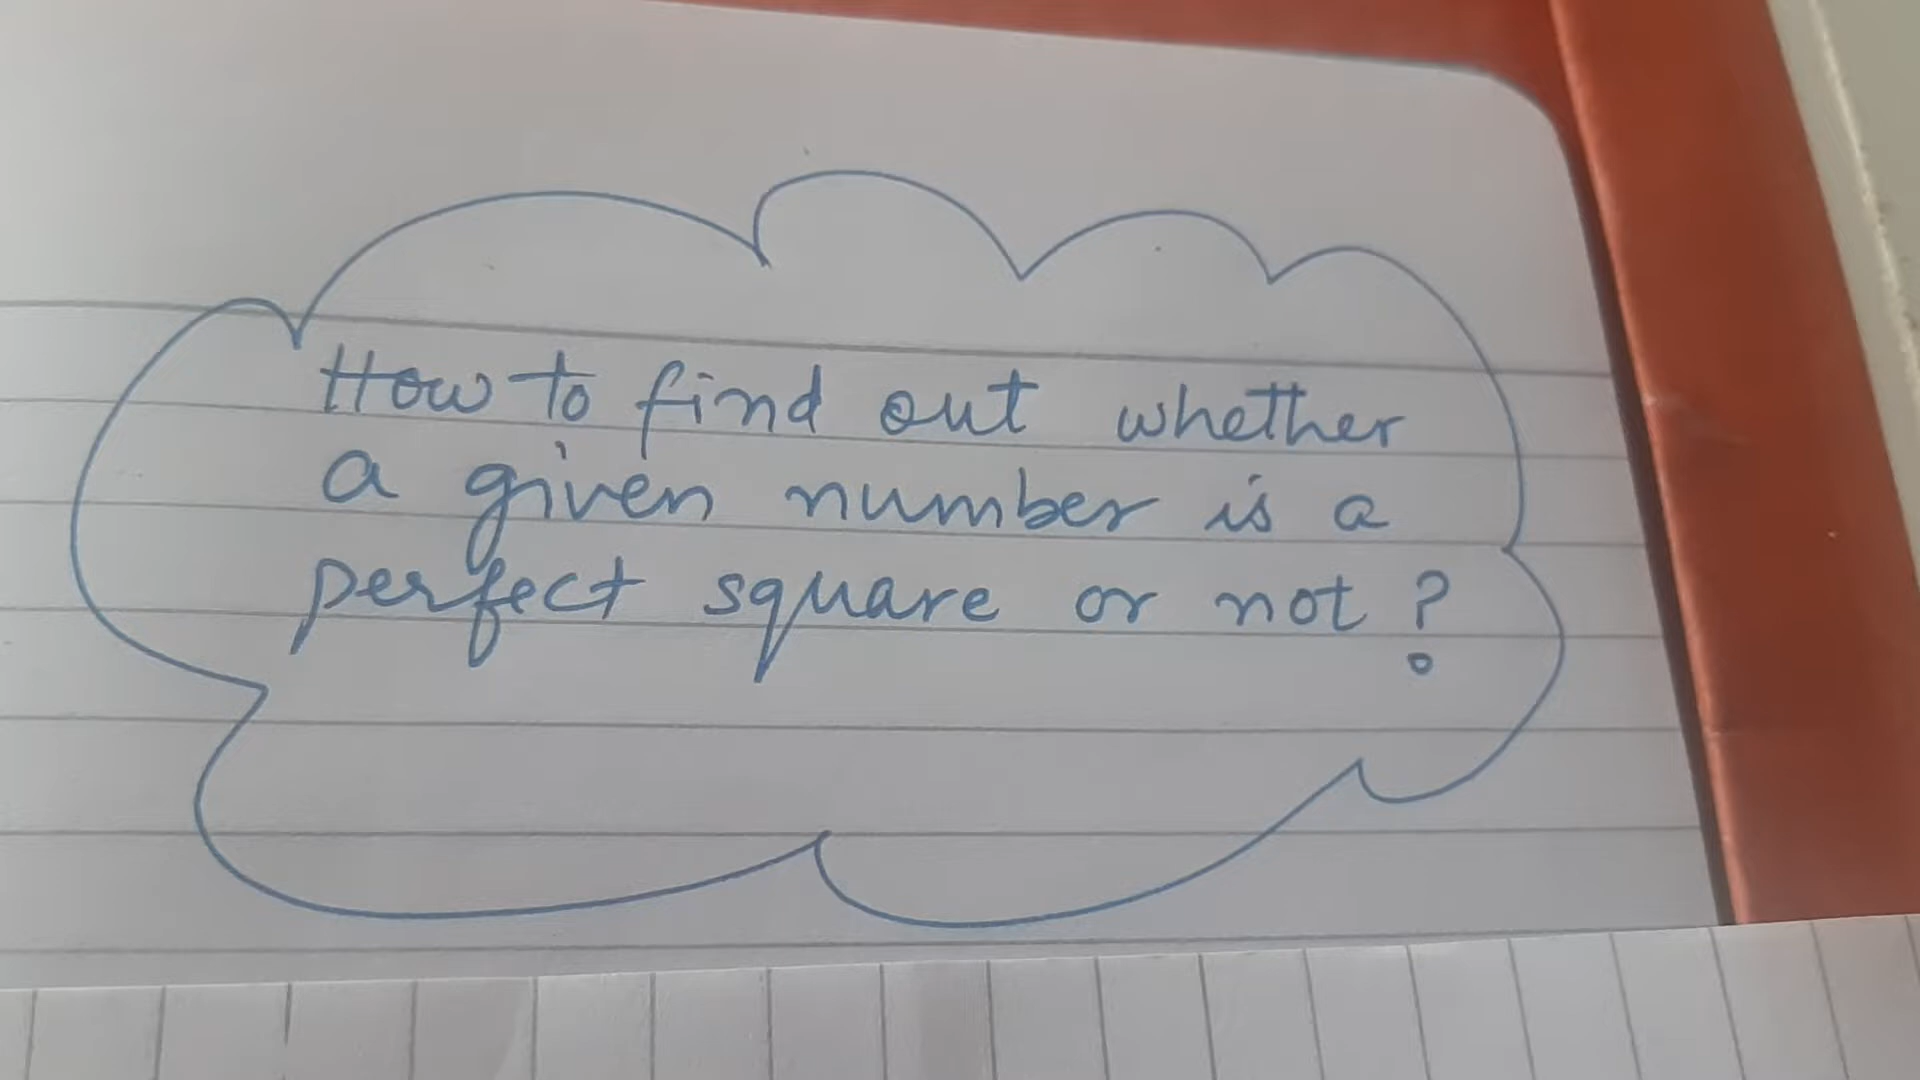 How to find out whether
a given number is a
perfect square or not ?